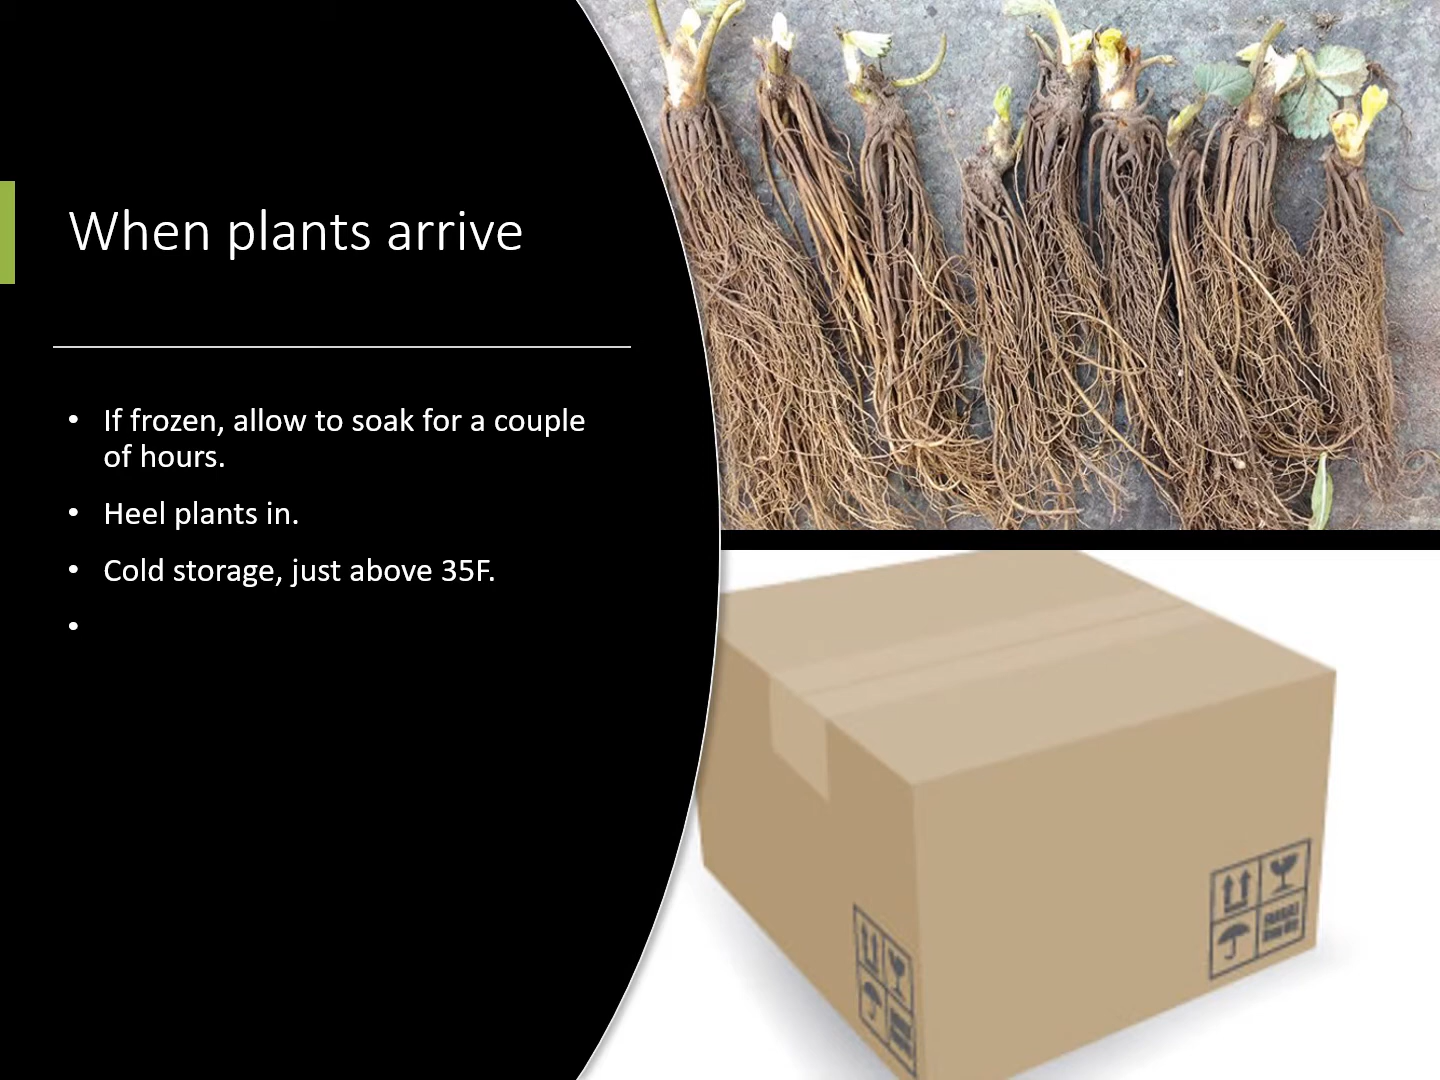 When plants arrive
• If frozen, allow to soak for a couple
of hours.
• Heel plants in.
• Cold storage, just above 35F.
•